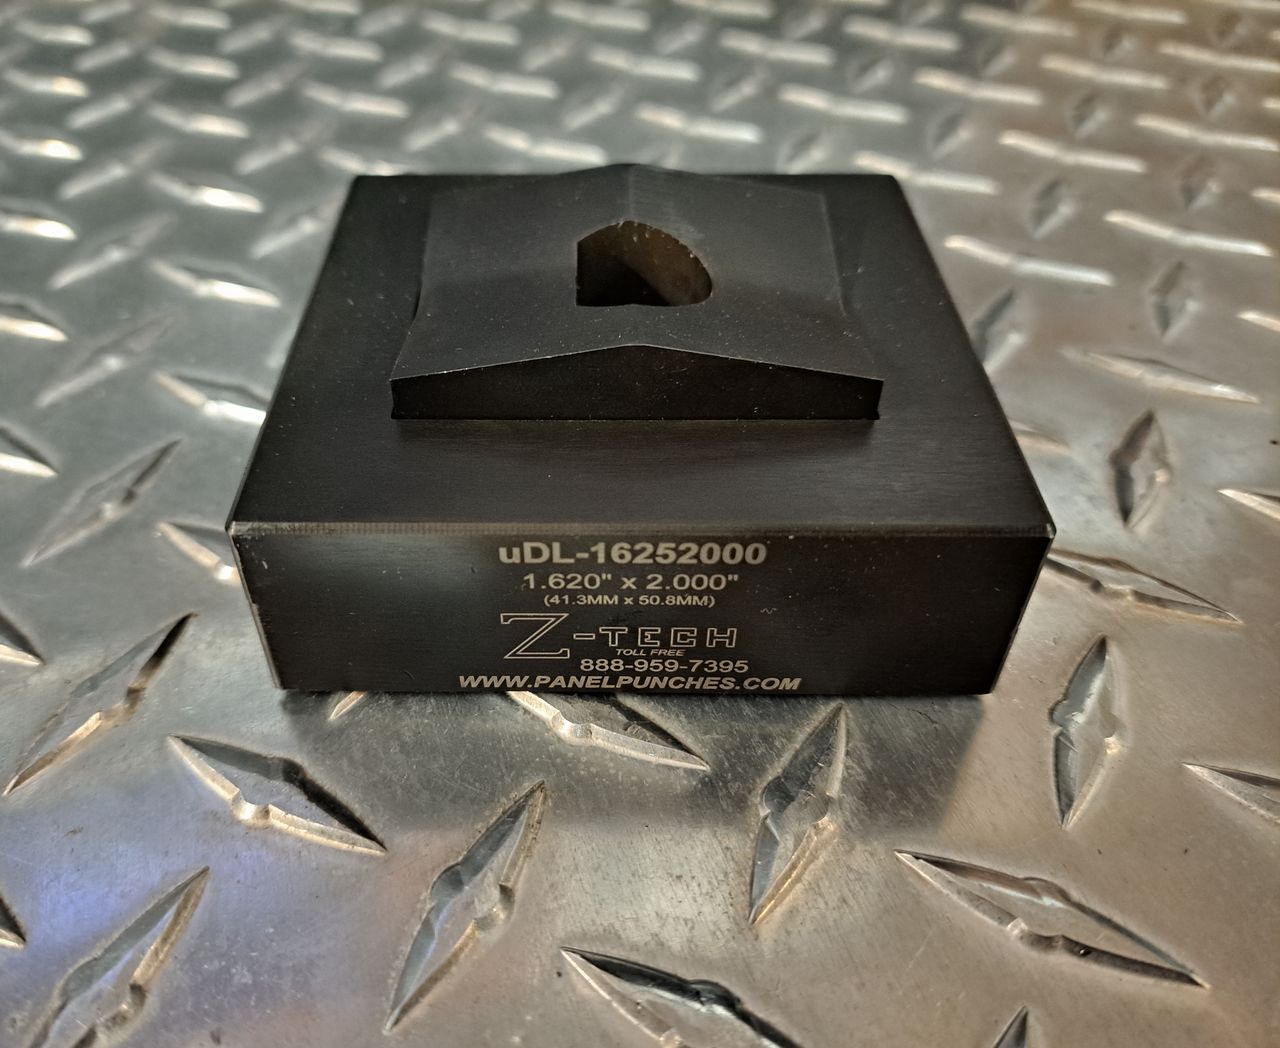 uDL-16252000
1.620" x 2.000"
(41.3MM x 50.8MM)
Z-TECH
TOLL FREE
888-959-7395
WWW.PANELPUNCHES.COM